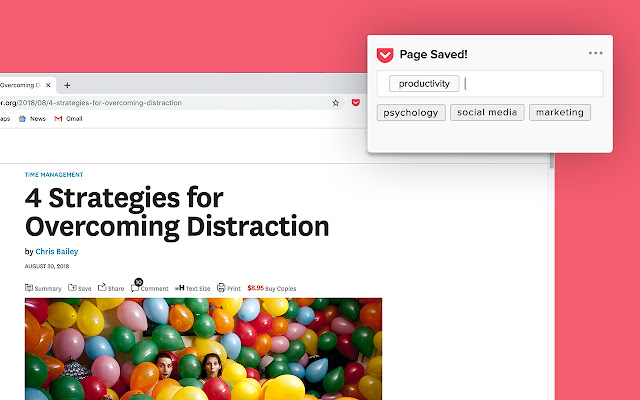 Page Saved!
productivity
psychology social media marketing
Overcoming D
r.org/2018/08/4-strategies-for-overcoming-distraction
aps News Gmail
TIME MANAGEMENT
4 Strategies for
Overcoming Distraction
by Chris Bailey
AUGUST 30, 2018
Summary Save Share 10 Comment H Text Size Print $8.95 Buy Copies